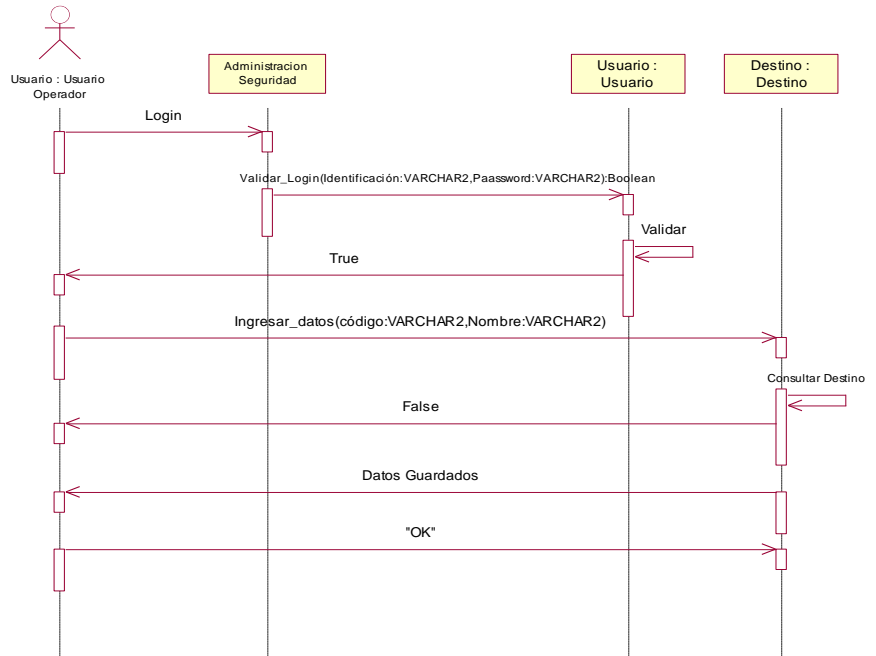 Usuario : Usuario
Operador
Administracion
Seguridad
Usuario :
Usuario
Destino :
Destino
Login
Validar_Login(Identificación:VARCHAR2,Paassword:VARCHAR2):Boolean
Validar
True
Ingresar_datos(código:VARCHAR2,Nombre:VARCHAR2)
Consultar Destino
False
Datos Guardados
"OK"